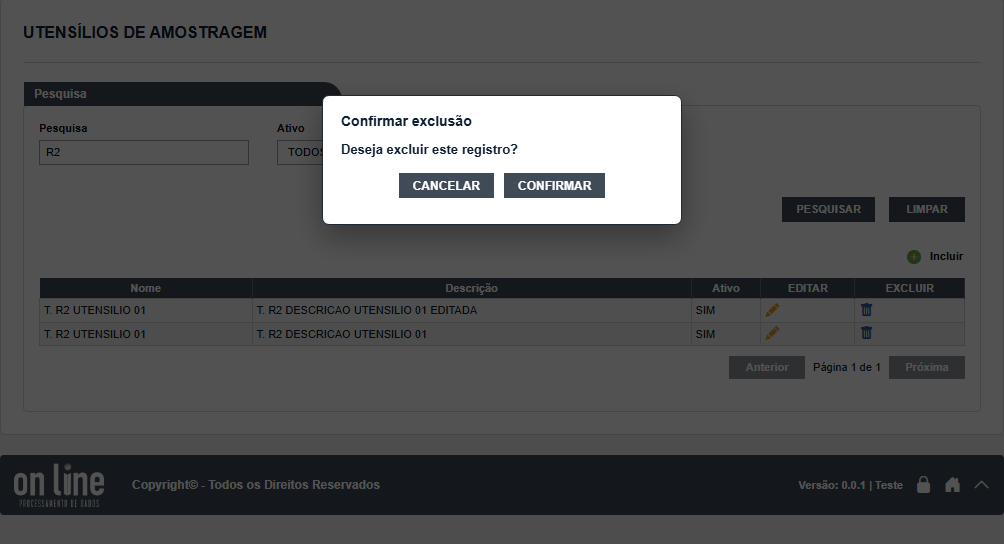 UTENSÍLIOS DE AMOSTRAGEM
Pesquisa
Pesquisa Ativo
R2 TODOS
Confirmar exclusão
Deseja excluir este registro?
CANCELAR CONFIRMAR
PESQUISAR LIMPAR
Incluir
Nome Descrição Ativo EDITAR EXCLUIR
T. R2 UTENSILIO 01 T. R2 DESCRICAO UTENSILIO 01 EDITADA SIM
T. R2 UTENSILIO 01 T. R2 DESCRICAO UTENSILIO 01 SIM
Anterior Página 1 de 1 Próxima
on line
PROCESSAMENTO DE DADOS
Copyright© - Todos os Direitos Reservados
Versão: 0.0.1 | Teste